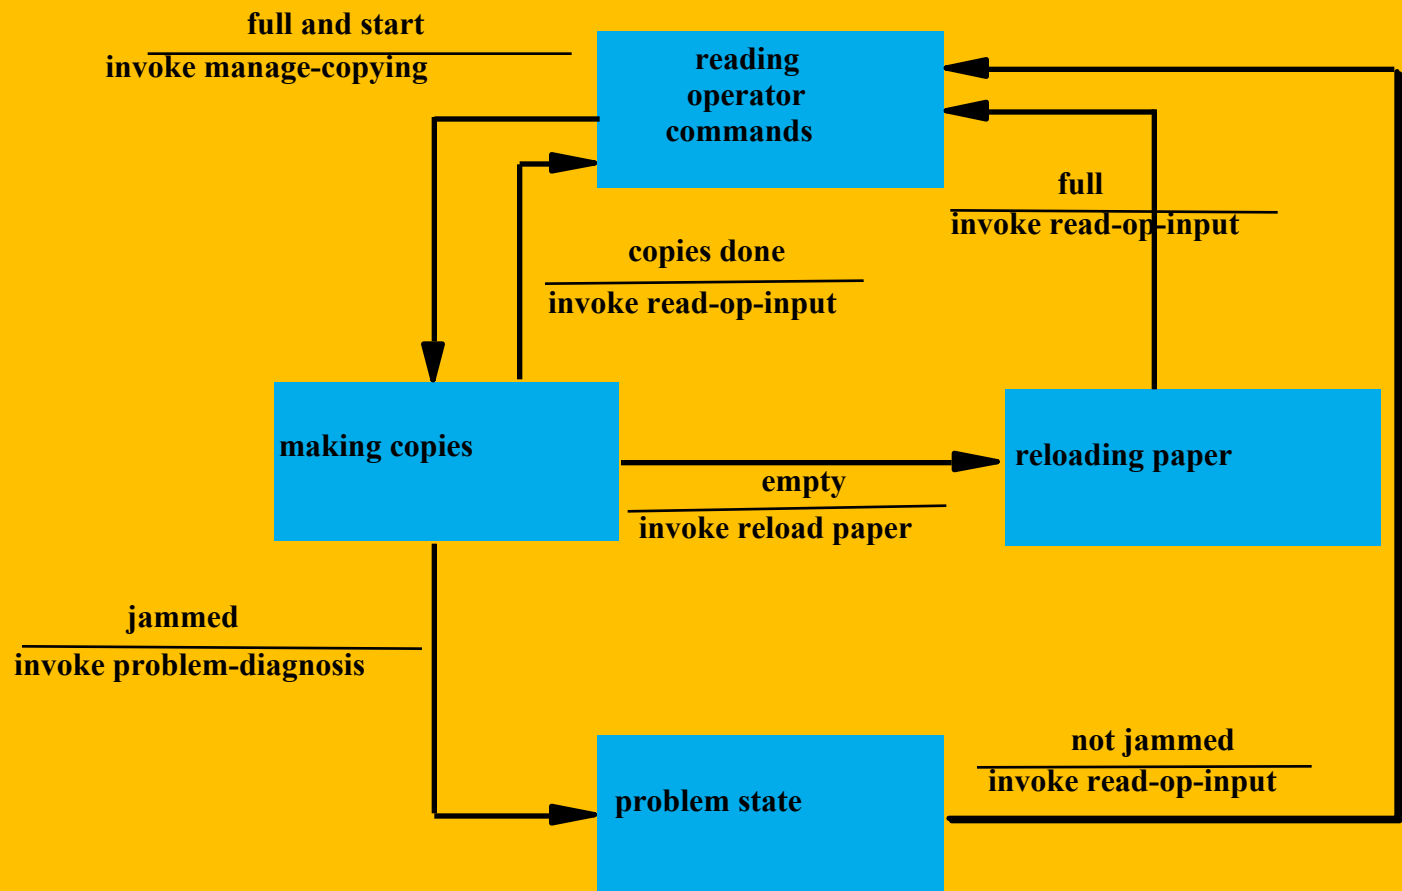 full and start
invoke manage-copying
reading
operator
commands
full
invoke read-op-input
copies done
invoke read-op-input
making copies
reloading paper
empty
invoke reload paper
jammed
invoke problem-diagnosis
not jammed
invoke read-op-input
problem state